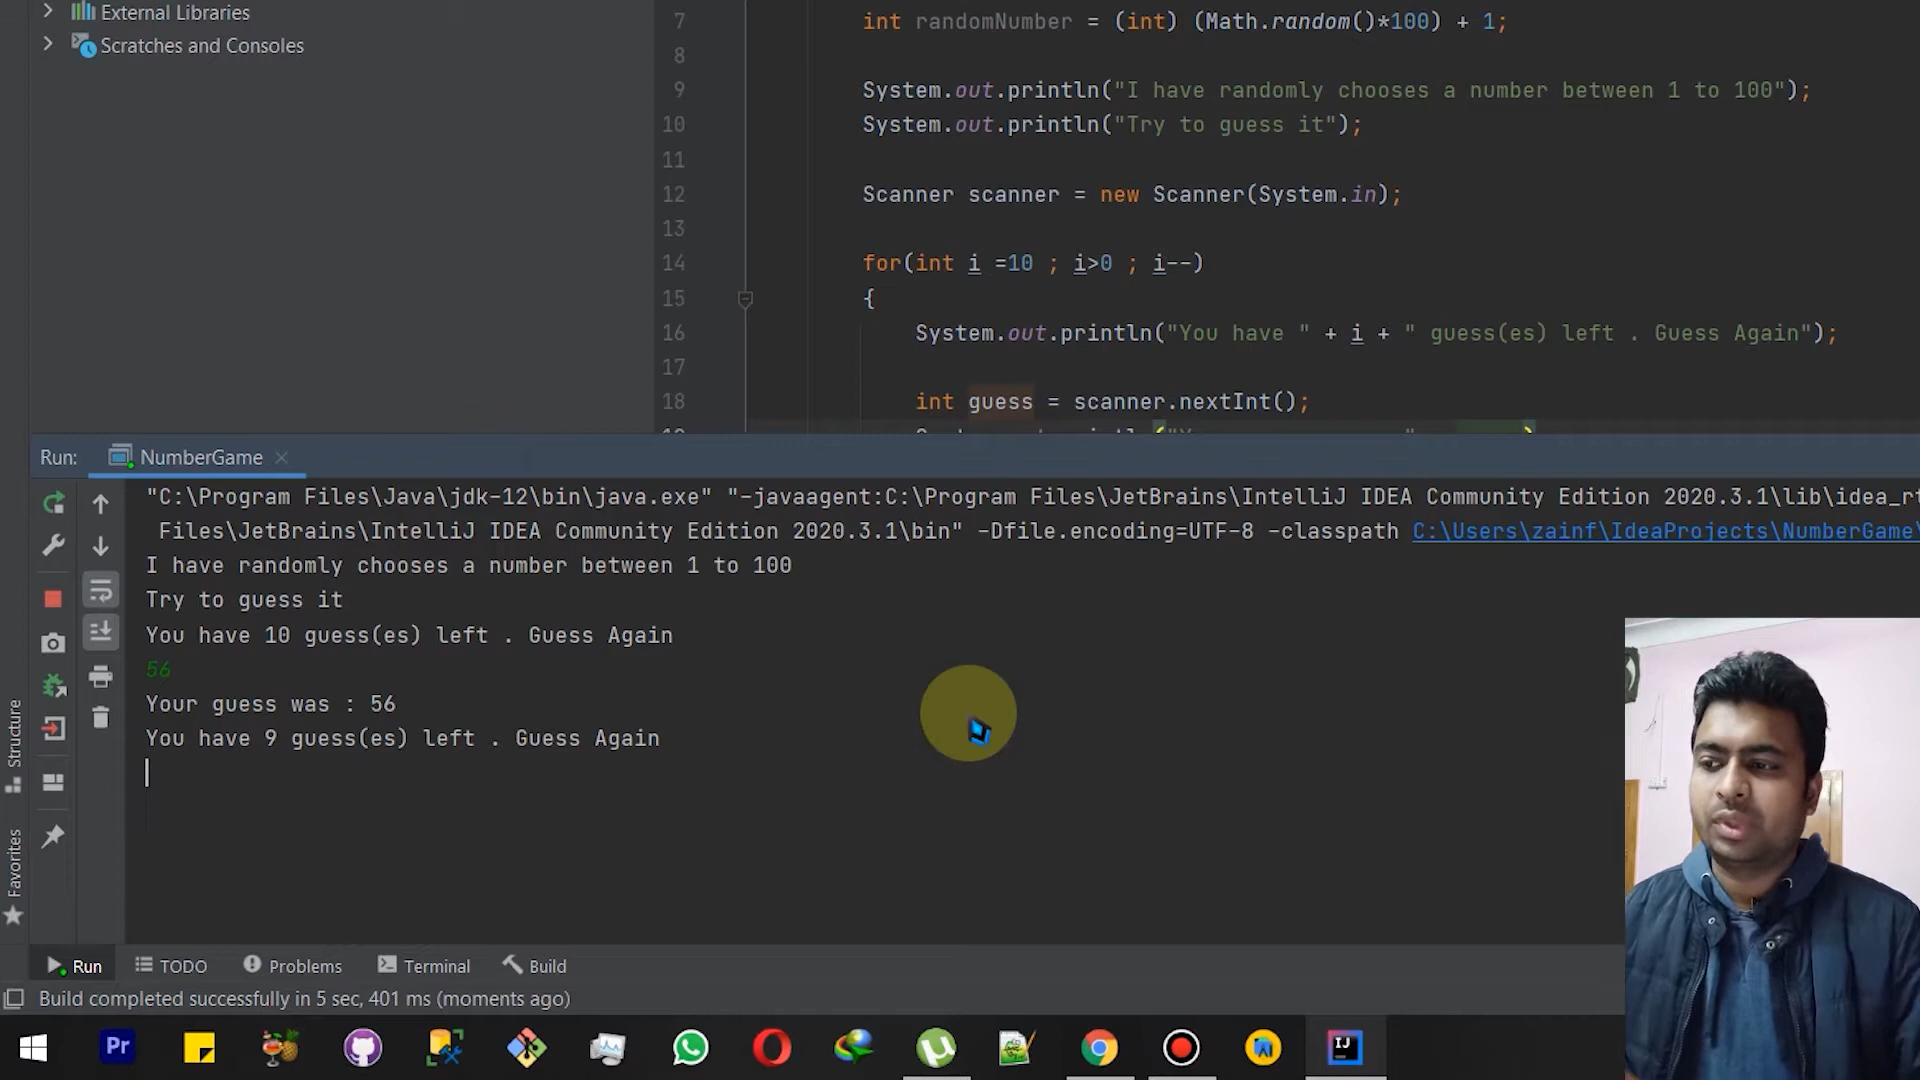 External Libraries
Scratches and Consoles
7 int randomNumber = (int) (Math.random()*100) + 1;
8
9 System.out.println("I have randomly chooses a number between 1 to 100");
10 System.out.println("Try to guess it");
11
12 Scanner scanner = new Scanner(System.in);
13
14 for(int i =10 ; i>0 ; i--)
15 {
16 System.out.println("You have " + i + " guess(es) left . Guess Again");
17
18 int guess = scanner.nextInt();
Run: NumberGame
"C:\Program Files\Java\jdk-12\bin\java.exe" "-javaagent:C:\Program Files\JetBrains\IntelliJ IDEA Community Edition 2020.3.1\lib\idea_rt
Files\JetBrains\IntelliJ IDEA Community Edition 2020.3.1\bin" -Dfile.encoding=UTF-8 -classpath C:\Users\zainf\IdeaProjects\NumberGame\
I have randomly chooses a number between 1 to 100
Try to guess it
You have 10 guess(es) left . Guess Again
56
Your guess was : 56
You have 9 guess(es) left . Guess Again
Structure
Favorites
Run TODO Problems Terminal Build
Build completed successfully in 5 sec, 401 ms (moments ago)
Pr
IJ